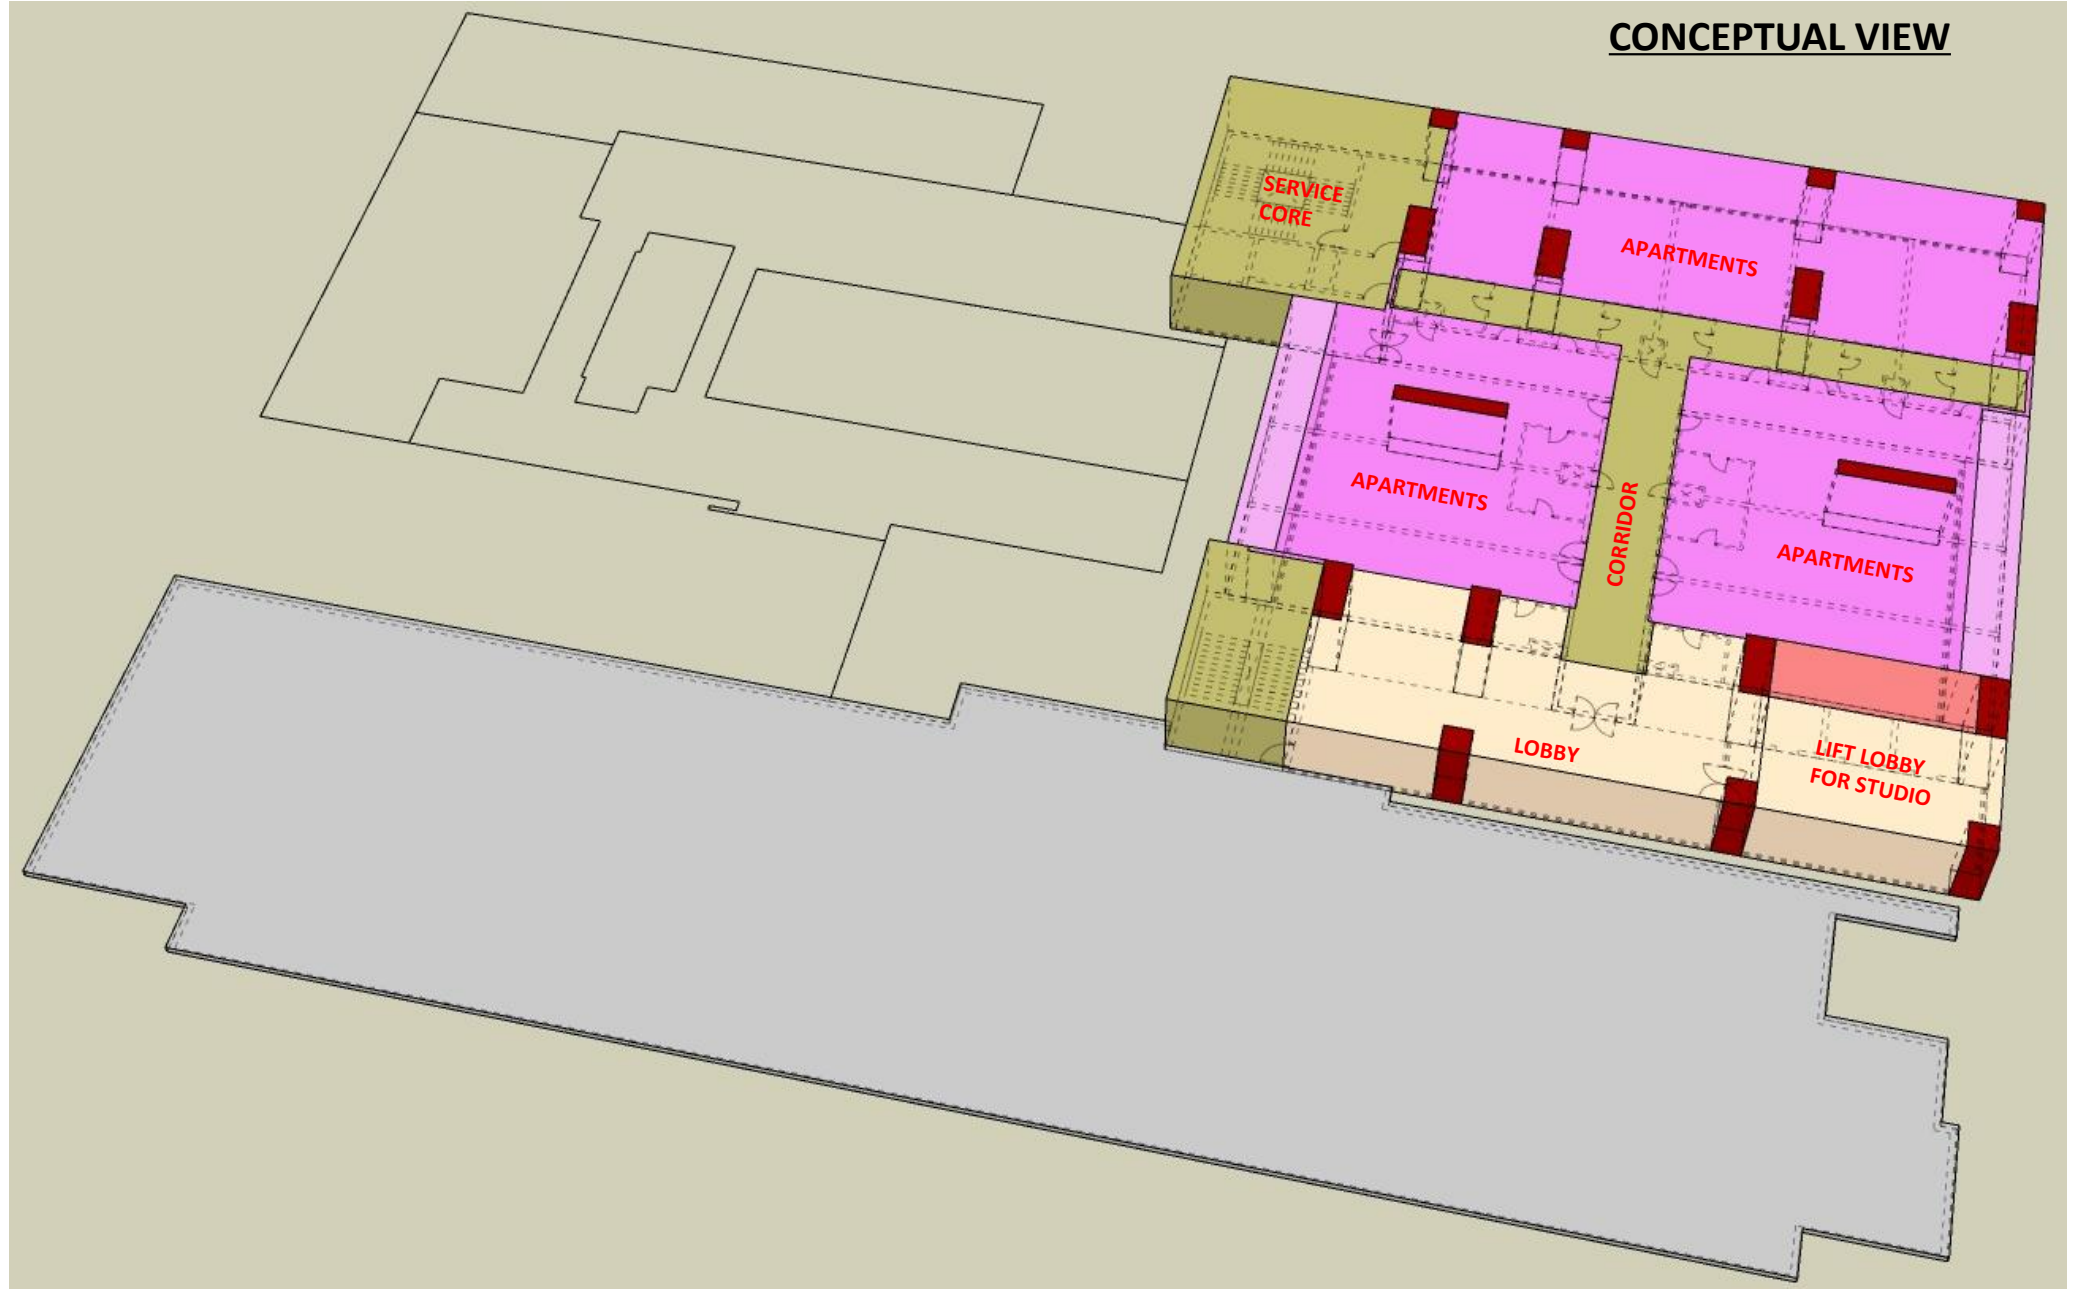 CONCEPTUAL VIEW
SERVICE
CORE
APARTMENTS
APARTMENTS
CORRIDOR
APARTMENTS
LOBBY
LIFT LOBBY
FOR STUDIO